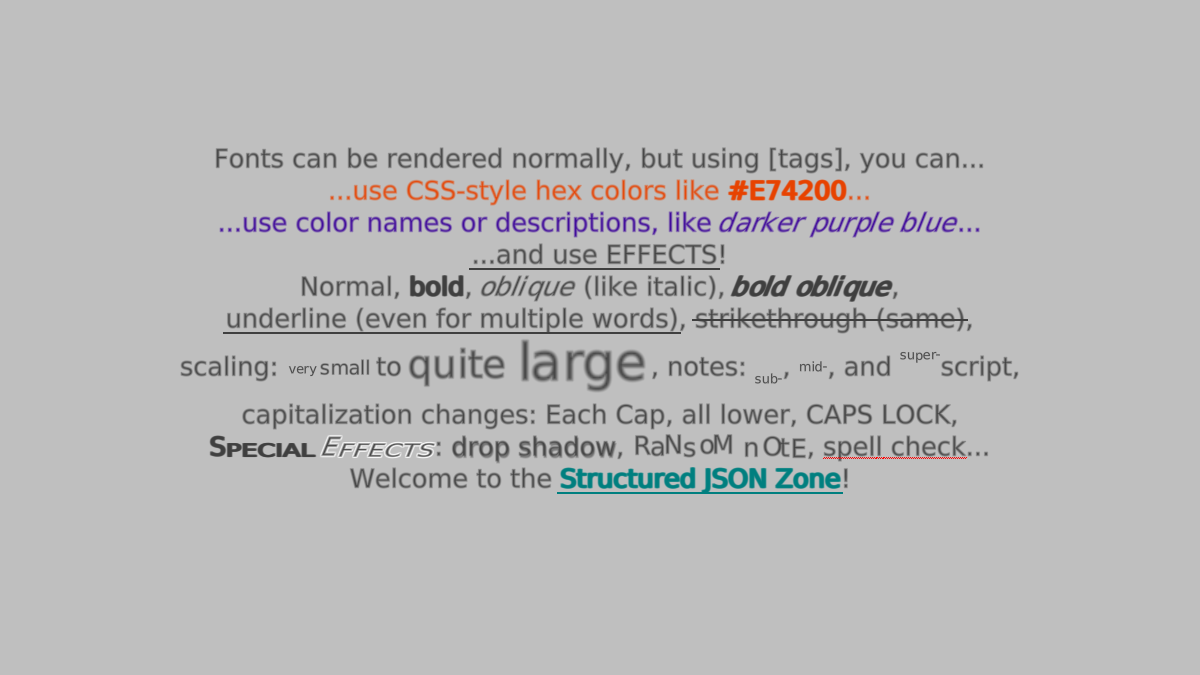 Fonts can be rendered normally, but using [tags], you can...
...use CSS-style hex colors like #E74200...
...use color names or descriptions, like darker purple blue...
...and use EFFECTS!
Normal, bold, oblique (like italic), bold oblique,
underline (even for multiple words), strikethrough (same),
scaling: very small to quite large, notes: sub-, mid-, and super-script,
capitalization changes: Each Cap, all lower, CAPS LOCK,
SPECIAL EFFECTS: drop shadow, RaNsoM nOtE, spell check...
Welcome to the Structured JSON Zone!